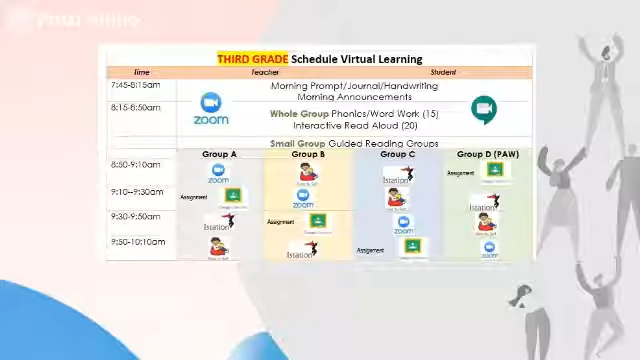 THIRD GRADE Schedule Virtual Learning
Time Teacher Student
7:45-8:15am Morning Prompt/Journal/Handwriting
Morning Announcements
8:15-8:50am zoom Whole Group Phonics/Word Work (15)
Interactive Read Aloud (20)
Small Group Guided Reading Groups
Group A Group B Group C Group D (PAW)
8:50-9:10am zoom Istation Assignment
9:10--9:30am Assignment zoom Istation
9:30-9:50am Istation Assignment zoom
9:50-10:10am Istation Assignment zoom